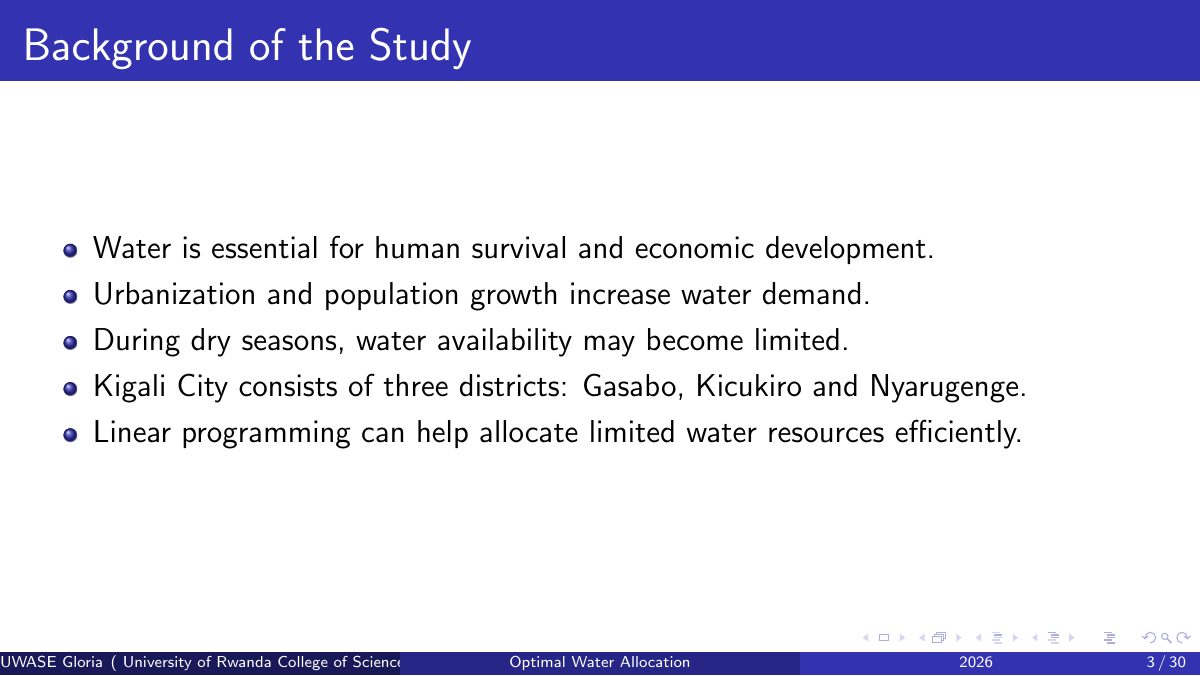 Background of the Study
Water is essential for human survival and economic development.
Urbanization and population growth increase water demand.
During dry seasons, water availability may become limited.
Kigali City consists of three districts: Gasabo, Kicukiro and Nyarugenge.
Linear programming can help allocate limited water resources efficiently.
UWASE Gloria ( University of Rwanda College of Science
Optimal Water Allocation
2026
3 / 30